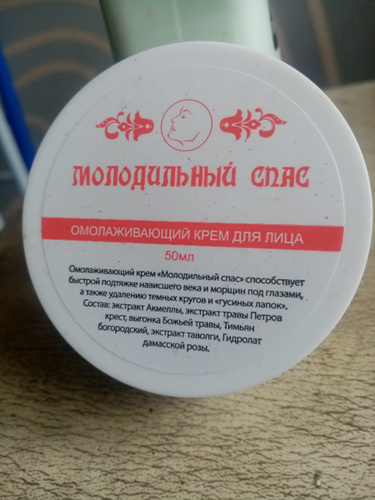 МОЛОДИЛЬНЫЙ СПАС
ОМОЛАЖИВАЮЩИЙ КРЕМ ДЛЯ ЛИЦА
50мл
Омолаживающий крем «Молодильный спас» способствует
быстрой подтяжке нависшего века и морщин под глазами,
а также удалению темных кругов и «гусиных лапок».
Состав: экстракт Акмеллы, экстракт травы Петров
крест, выгонка Божьей травы, Тимьян
богородский, экстракт таволги, Гидролат
дамасской розы.